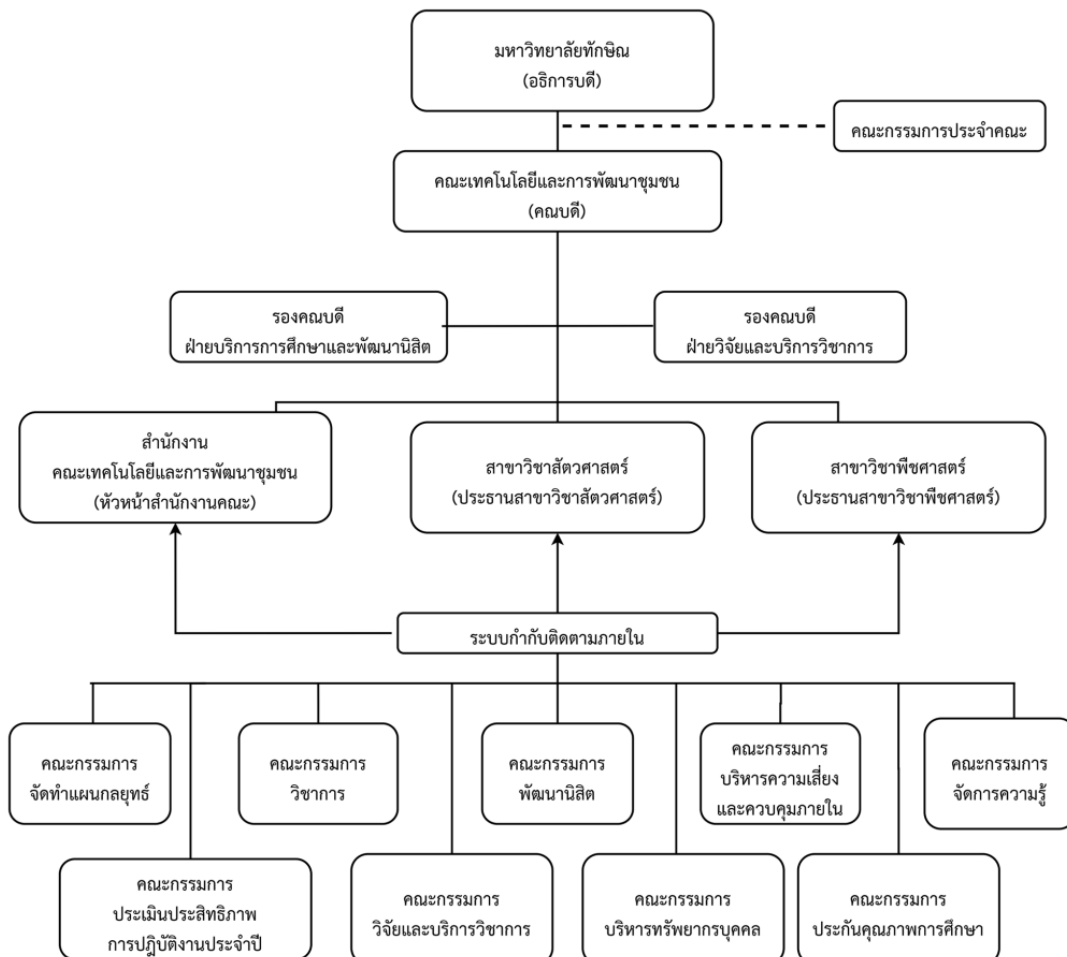 มหาวิทยาลัยทักษิณ
(อธิการบดี)
คณะกรรมการประจำคณะ
คณะเทคโนโลยีและการพัฒนาชุมชน
(คณบดี)
รองคณบดี
ฝ่ายบริการการศึกษาและพัฒนานิสิต
รองคณบดี
ฝ่ายวิจัยและบริการวิชาการ
สำนักงาน
คณะเทคโนโลยีและการพัฒนาชุมชน
(หัวหน้าสำนักงานคณะ)
สาขาวิชาสัตวศาสตร์
(ประธานสาขาวิชาสัตวศาสตร์)
สาขาวิชาพืชศาสตร์
(ประธานสาขาวิชาพืชศาสตร์)
ระบบกำกับติดตามภายใน
คณะกรรมการ
จัดทำแผนกลยุทธ์
คณะกรรมการ
วิชาการ
คณะกรรมการ
พัฒนานิสิต
คณะกรรมการ
บริหารความเสี่ยง
และควบคุมภายใน
คณะกรรมการ
จัดการความรู้
คณะกรรมการ
ประเมินประสิทธิภาพ
การปฎิบัติงานประจำปี
คณะกรรมการ
วิจัยและบริการวิชาการ
คณะกรรมการ
บริหารทรัพยากรบุคคล
คณะกรรมการ
ประกันคุณภาพการศึกษา